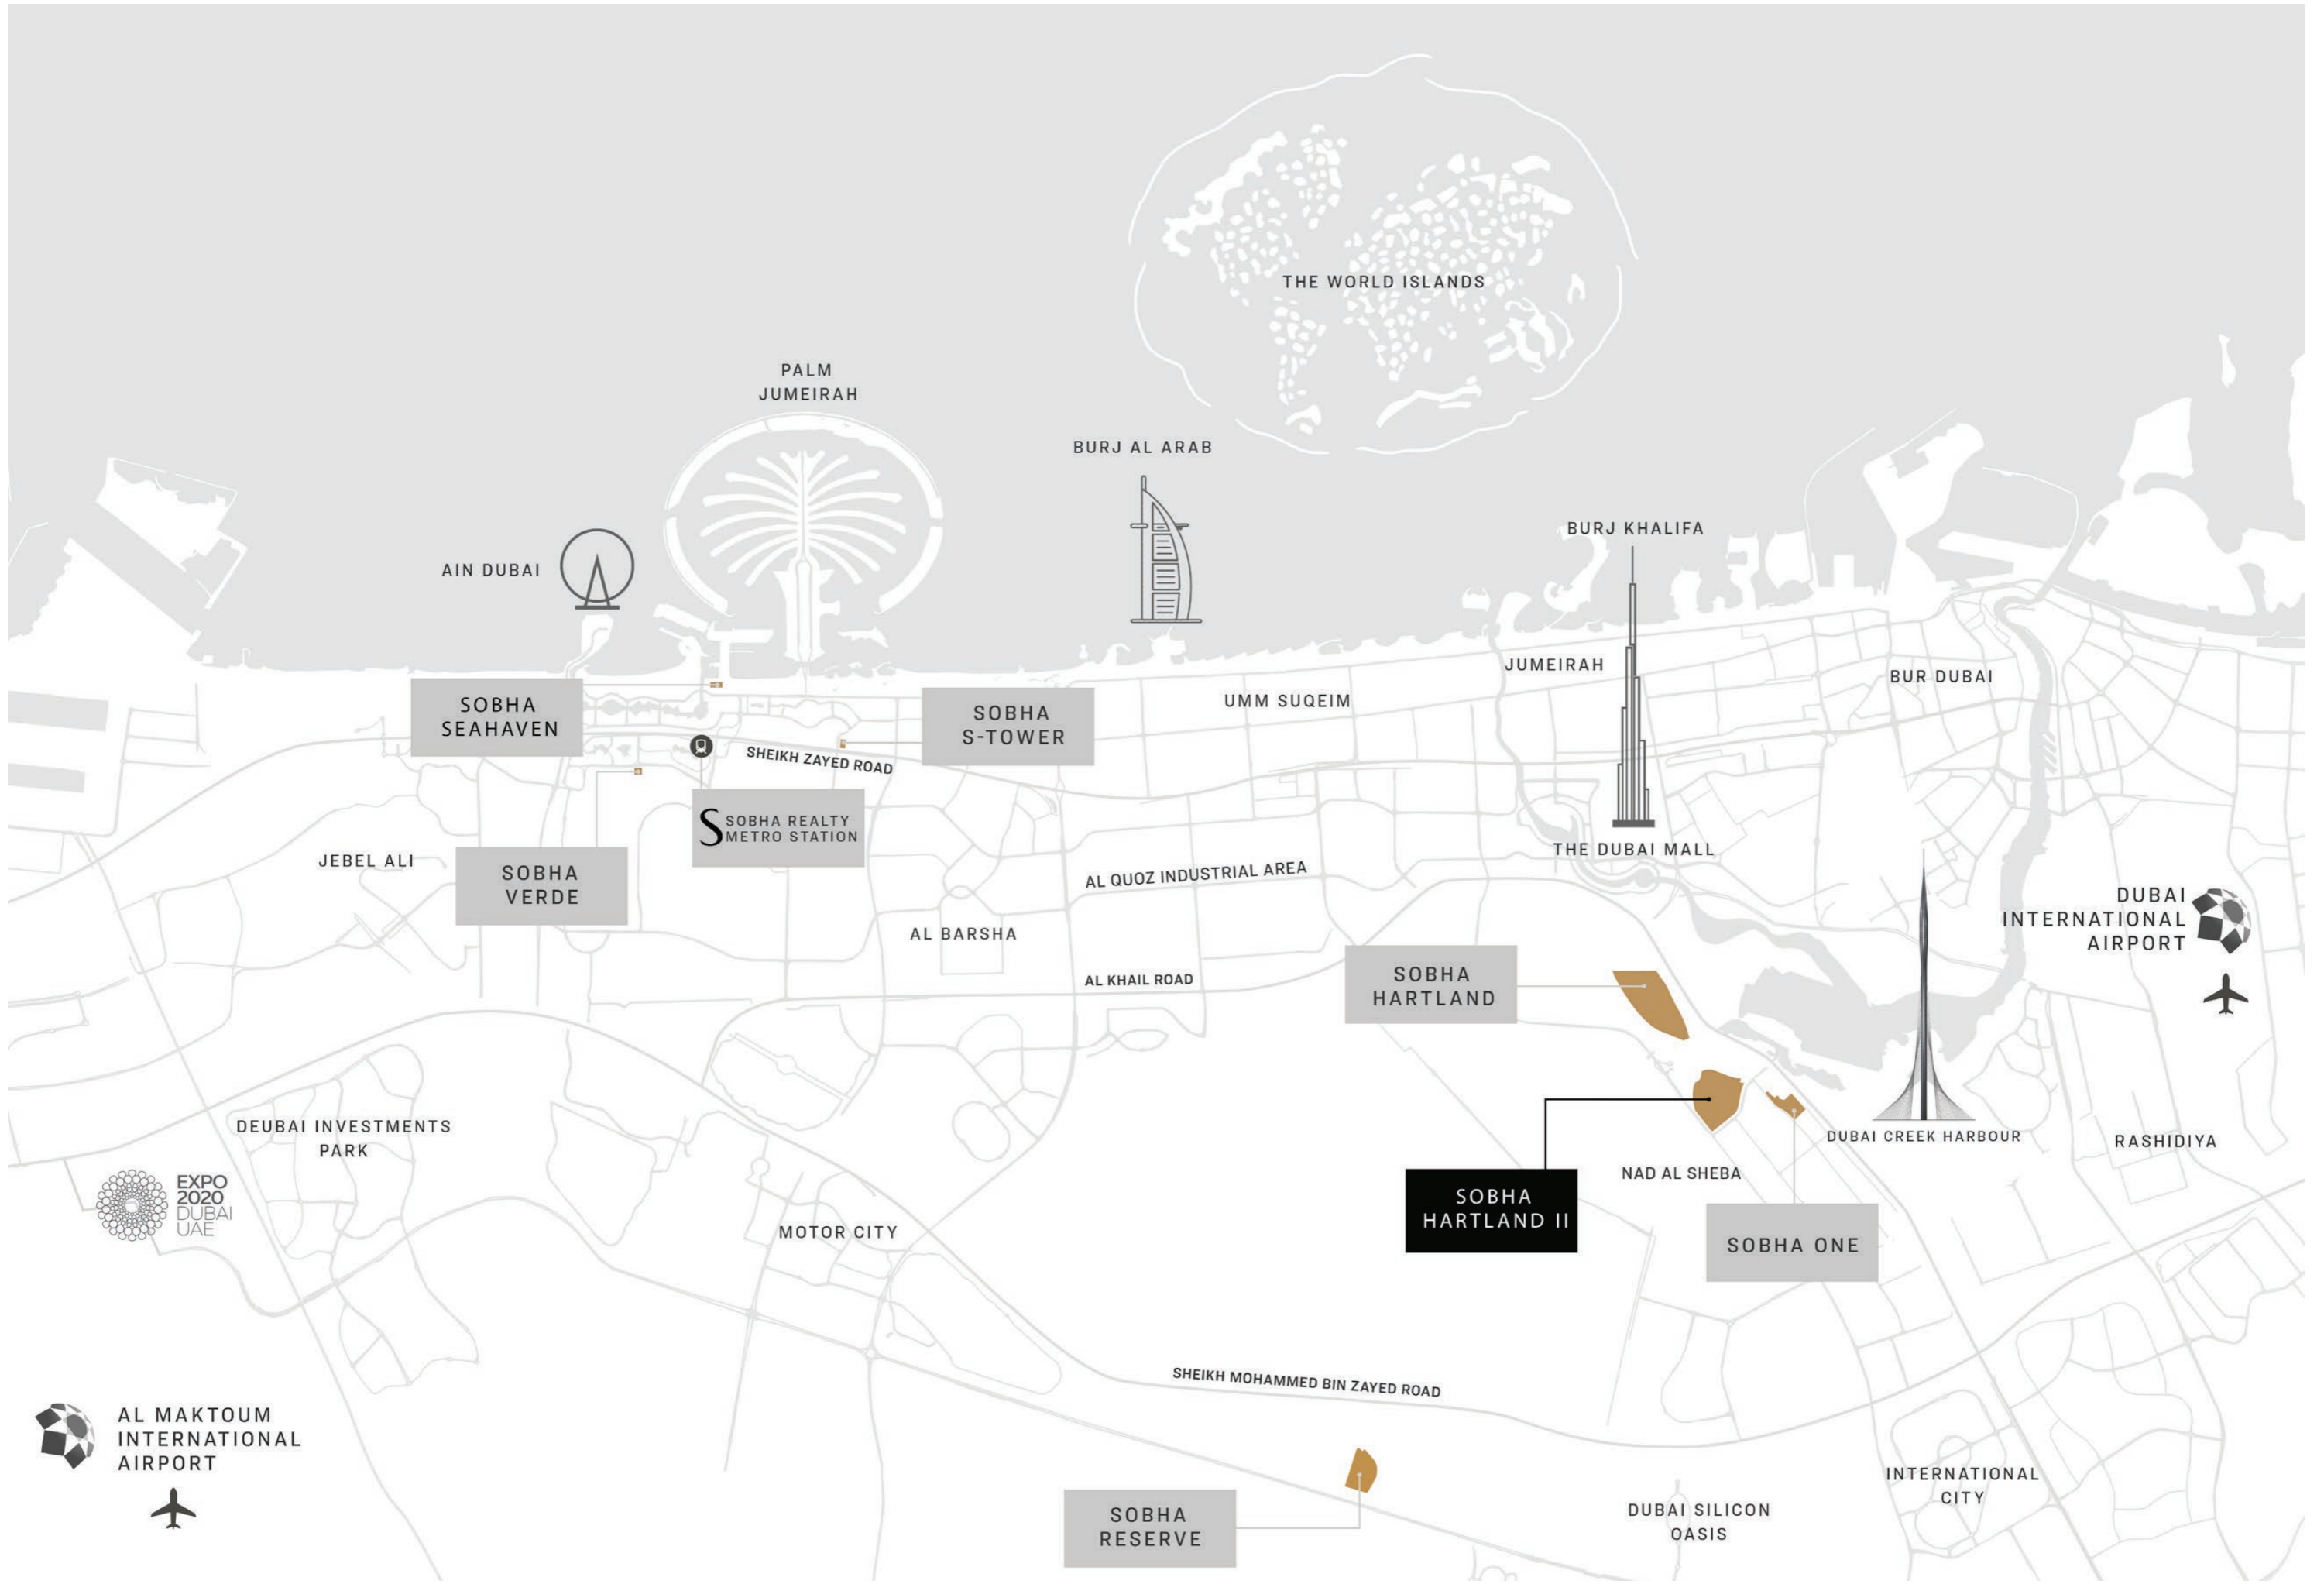 THE WORLD ISLANDS
PALM
JUMEIRAH
BURJ AL ARAB
BURJ KHALIFA
AIN DUBAI
JUMEIRAH
BUR DUBAI
UMM SUQEIM
SOBHA
SEAHAVEN
SOBHA
S-TOWER
SHEIKH ZAYED ROAD
S SOBHA REALTY
METRO STATION
THE DUBAI MALL
JEBEL ALI
SOBHA
VERDE
AL QUOZ INDUSTRIAL AREA
DUBAI
INTERNATIONAL
AIRPORT
AL BARSHA
AL KHAIL ROAD
SOBHA
HARTLAND
DEUBAI INVESTMENTS
PARK
DUBAI CREEK HARBOUR
RASHIDIYA
NAD AL SHEBA
EXPO
2020
DUBAI
UAE
SOBHA
HARTLAND II
MOTOR CITY
SOBHA ONE
SHEIKH MOHAMMED BIN ZAYED ROAD
AL MAKTOUM
INTERNATIONAL
AIRPORT
INTERNATIONAL
CITY
SOBHA
RESERVE
DUBAI SILICON
OASIS